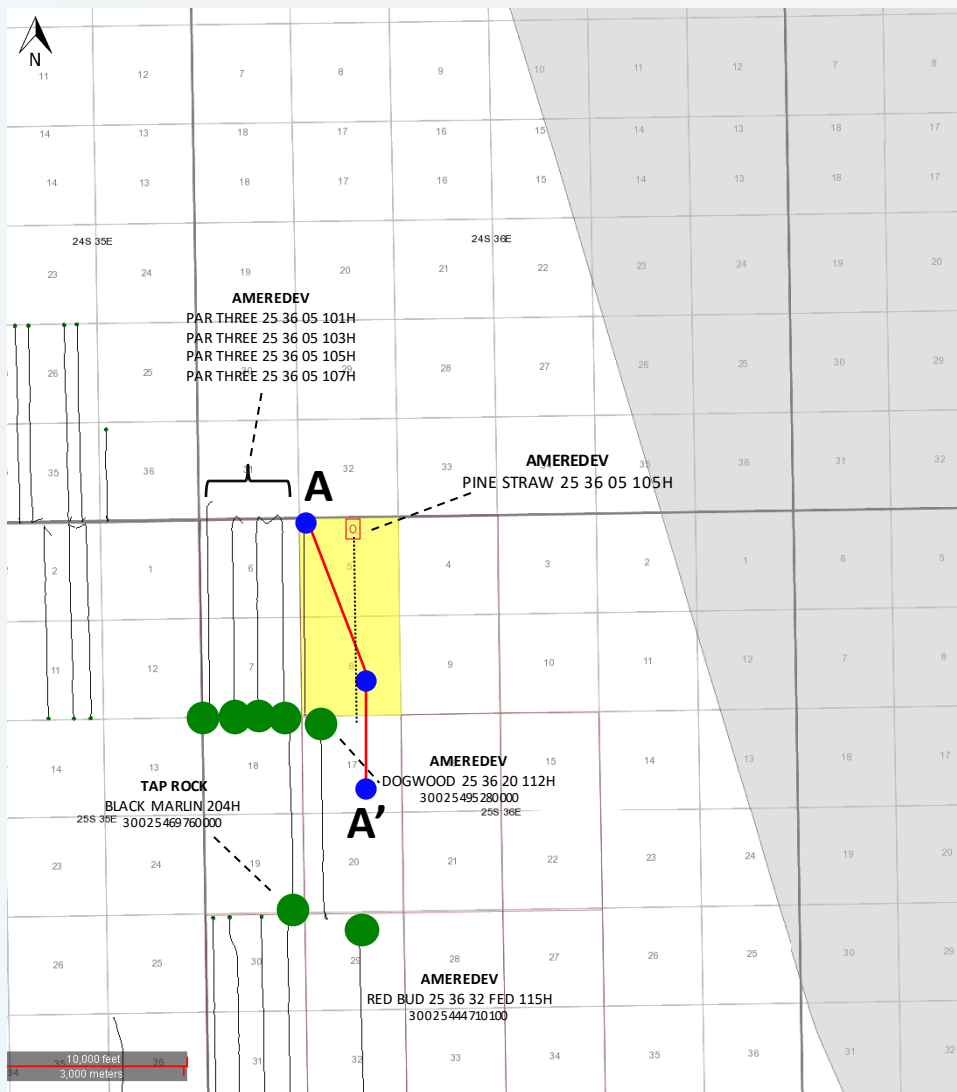 N
11 12 7 8 9 10 11 12 7 8
14 13 18 17 16 15 14 13 18 17
14 13 18 17 16 15 14 13 18 17
24S 35E 24S 36E
23 24 19 20 21 22 23 24 19 20
AMEREDEV
PAR THREE 25 36 05 101H
PAR THREE 25 36 05 103H
PAR THREE 25 36 05 105H
PAR THREE 25 36 05 107H
26 25 29 28 27 26 25 30 29
35 36 31 32 33 35 36 31 32
A
AMEREDEV
PINE STRAW 25 36 05 105H
2 1 6 5 4 3 2 1 6 5
11 12 7 8 9 10 11 12 7 8
14 13 18 17 15 14 13 18 17
AMEREDEV
DOGWOOD 25 36 20 112H
30025495280000
TAP ROCK
BLACK MARLIN 204H
30025469760000
25S 35E 25S 36E
A’
23 24 19 20 21 22 23 24 19 20
26 25 30 29 28 27 26 25 30 29
AMEREDEV
RED BUD 25 36 32 FED 115H
30025444710100
34 35 36 31 32 33 34 35 36 31 32
10,000 feet
3,000 meters